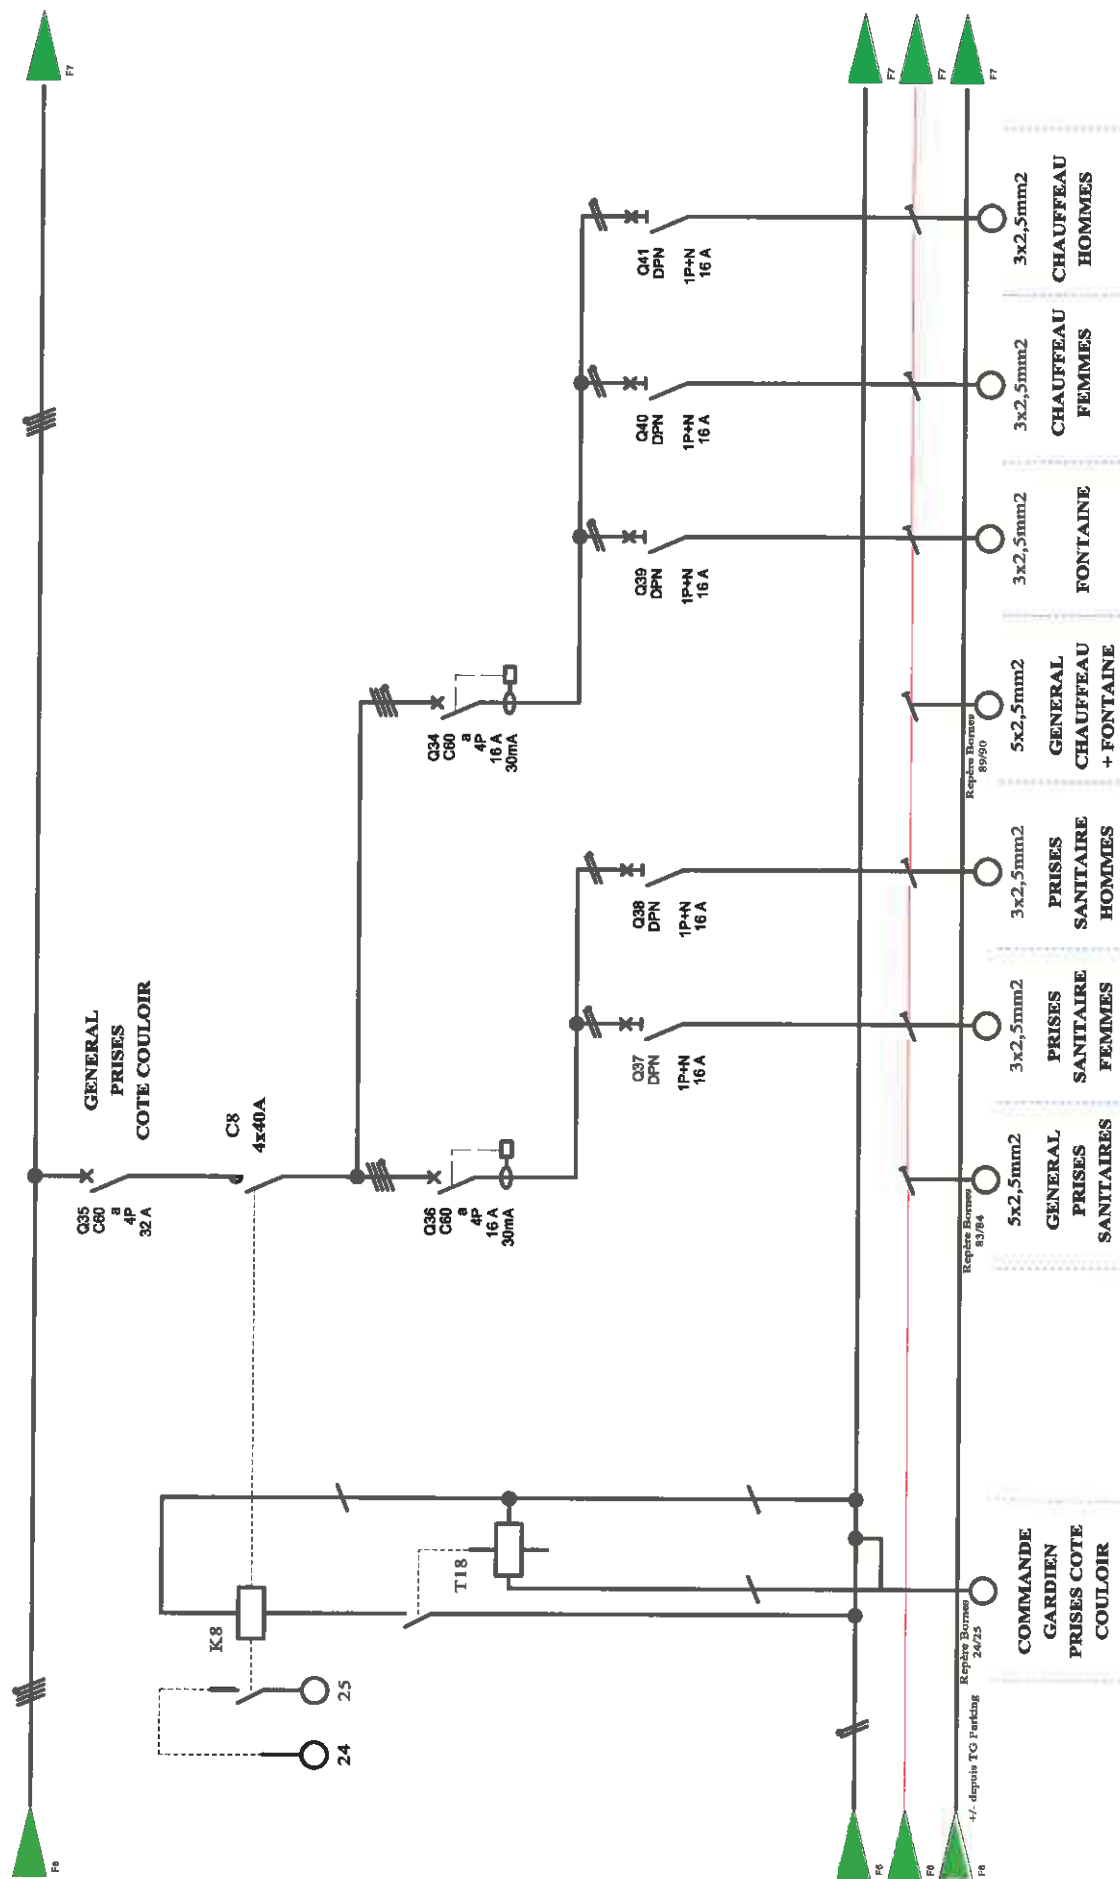 F7
F7
F7
F7
GENERAL
PRISES
COTE COULOIR
Q35
C60
a
4P
32 A
C8
4x40A
Q36
C60
a
4P
16 A
30mA
Q34
C60
a
4P
16 A
30mA
Q37
DPN
1P+N
16 A
Q38
DPN
1P+N
16 A
Q39
DPN
1P+N
16 A
Q40
DPN
1P+N
16 A
Q41
DPN
1P+N
16 A
24
25
K8
T18
F6
F6
F6
F6
+/- depuis TG Parking
Repère Bornes
24/25
COMMANDE
GARDIEN
PRISES COTE
COULOIR
Repère Bornes
83/84
5x2,5mm2
GENERAL
PRISES
SANITAIRES
3x2,5mm2
PRISES
SANITAIRE
FEMMES
3x2,5mm2
PRISES
SANITAIRE
HOMMES
Repère Bornes
89/90
5x2,5mm2
GENERAL
CHAUFFEAU
+ FONTAINE
3x2,5mm2
FONTAINE
3x2,5mm2
CHAUFFEAU
FEMMES
3x2,5mm2
CHAUFFEAU
HOMMES